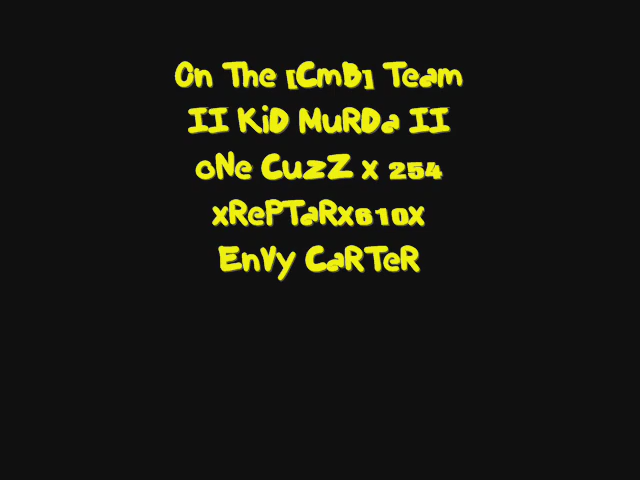 On The [CmB] Team
II KiD MuRDa II
oNe CuzZ x 254
xRePTaRx610x
EnVy CaRTeR